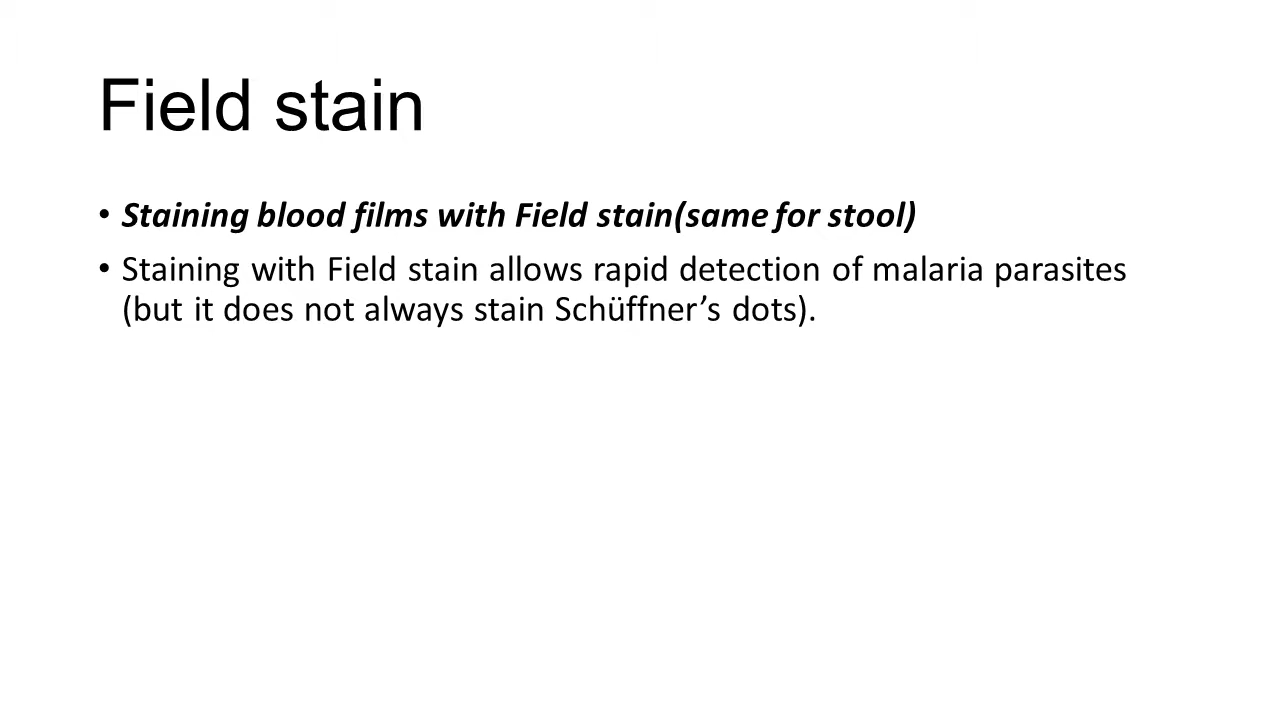 Field stain
• Staining blood films with Field stain(same for stool)
• Staining with Field stain allows rapid detection of malaria parasites
(but it does not always stain Schüffner’s dots).